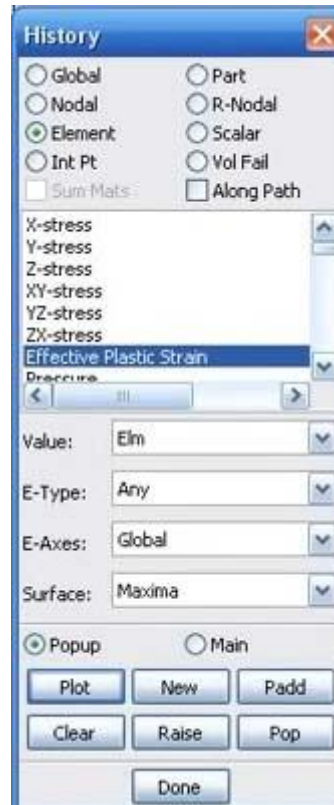 History
Global Part
Nodal R-Nodal
Element Scalar
Int Pt Vol Fail
Sum Mats Along Path
X-stress
Y-stress
Z-stress
XY-stress
YZ-stress
ZX-stress
Effective Plastic Strain
Pressure
Value: Elm
E-Type: Any
E-Axes: Global
Surface: Maxima
Popup Main
Plot New Padd
Clear Raise Pop
Done